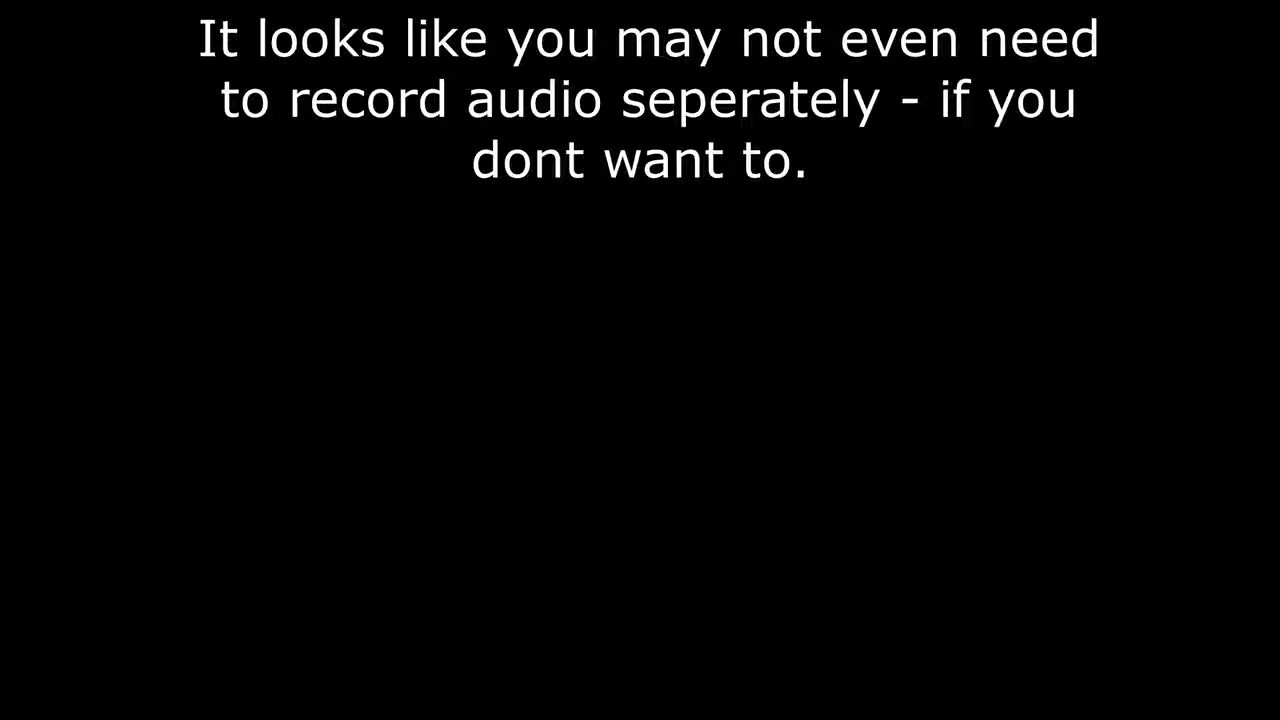 It looks like you may not even need
to record audio seperately - if you
dont want to.